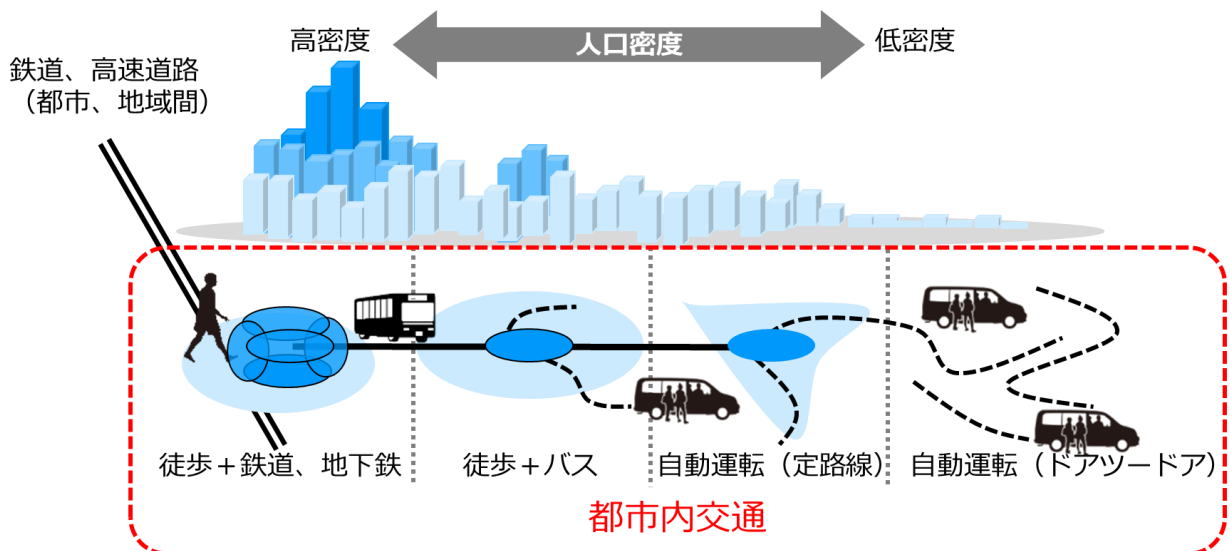 高密度
人口密度
低密度
鉄道、高速道路
（都市、地域間）
徒歩＋鉄道、地下鉄
徒歩＋バス
自動運転（定路線）
自動運転（ドアツードア）
都市内交通